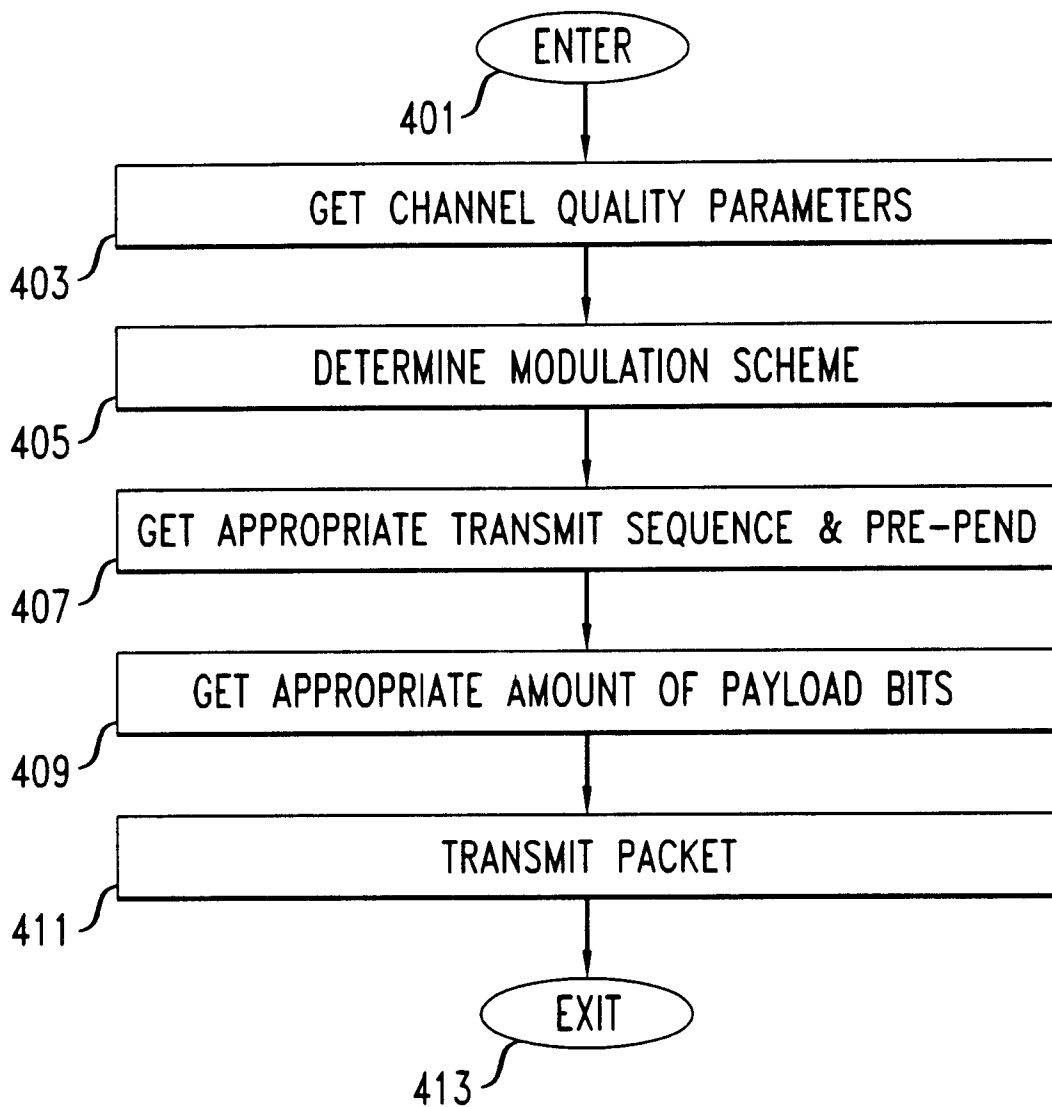 ENTER
401
GET CHANNEL QUALITY PARAMETERS
403
DETERMINE MODULATION SCHEME
405
GET APPROPRIATE TRANSMIT SEQUENCE & PRE-PEND
407
GET APPROPRIATE AMOUNT OF PAYLOAD BITS
409
TRANSMIT PACKET
411
EXIT
413